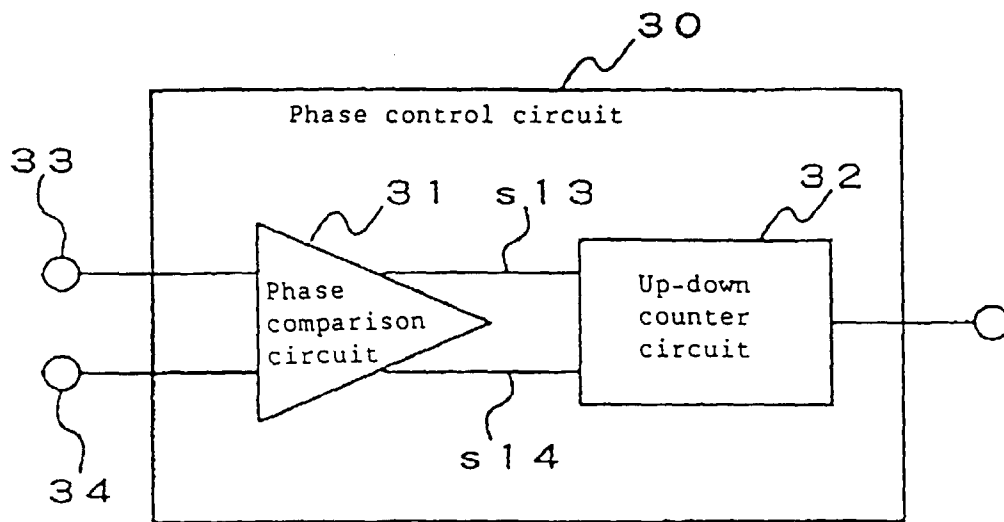 30
Phase control circuit
33
31
s13
32
Phase
comparison
circuit
Up-down
counter
circuit
s14
34